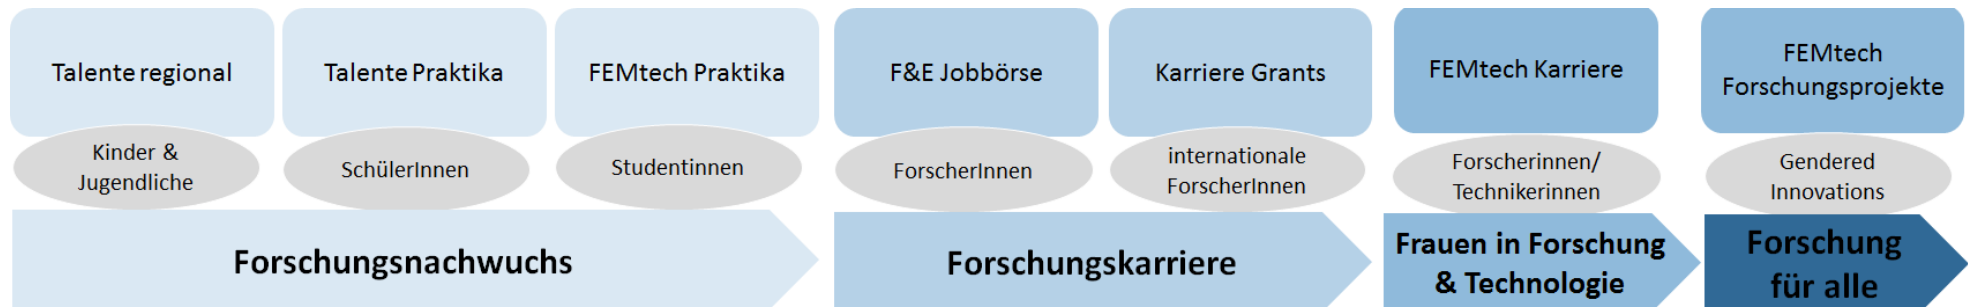 Talente regional
Talente Praktika
FEMtech Praktika
F&E Jobbörse
Karriere Grants
FEMtech Karriere
FEMtech
Forschungsprojekte
Kinder &
Jugendliche
SchülerInnen
Studentinnen
ForscherInnen
internationale
ForscherInnen
Forscherinnen/
Technikerinnen
Gendered
Innovations
Forschungsnachwuchs
Forschungskarriere
Frauen in Forschung
& Technologie
Forschung
für alle